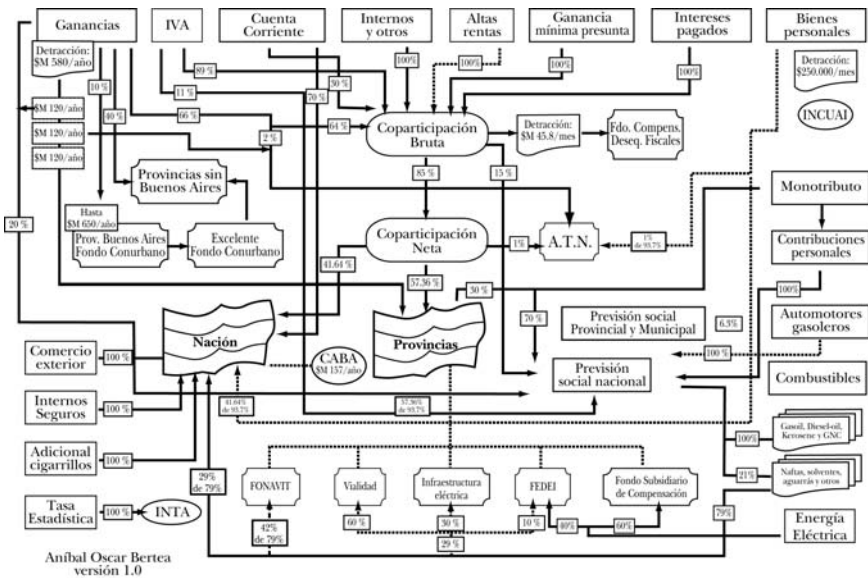 Ganancias
IVA
Cuenta
Corriente
Internos
y otros
Altas
rentas
Ganancia
mínima presunta
Intereses
pagados
Bienes
personales
Detracción:
$M 580/año
10 %
40 %
89 %
11 %
66 %
2 %
30 %
70 %
64 %
100%
100%
100%
100%
Detracción:
$250.000/mes
INCUAI
$M 120/año
$M 120/año
$M 120/año
Coparticipación
Bruta
Detracción:
$M 45.8/mes
Fdo. Compens.
Deseq. Fiscales
85 %
15 %
Provincias sin
Buenos Aires
Monotributo
20 %
Hasta
$M 650/año
Prov. Buenos Aires
Fondo Conurbano
Excelente
Fondo Conurbano
Coparticipación
Neta
1%
A.T.N.
1%
de 93.7%
Contribuciones
personales
41.64 %
57.36 %
30 %
70 %
100%
Nación
Provincias
Previsión social
Provincial y Municipal
6.3%
Automotores
gasoleros
100 %
Comercio
exterior
100 %
CABA
$M 157/año
Previsión
social nacional
Combustibles
Internos
Seguros
100 %
41.64%
de 93.7%
57.36%
de 93.7%
100%
Gasoil, Diesel-oil,
Kerosene y GNC
Adicional
cigarrillos
100 %
29%
de 79%
FONAVIT
Vialidad
Infraestructura
eléctrica
FEDEI
Fondo Subsidiario
de Compensación
21%
Naftas, solventes,
aguarrás y otros
79%
Tasa
Estadística
100 %
INTA
42%
de 79%
60 %
30 %
10 %
40%
60%
29 %
Energía
Eléctrica
Aníbal Oscar Bertea
versión 1.0